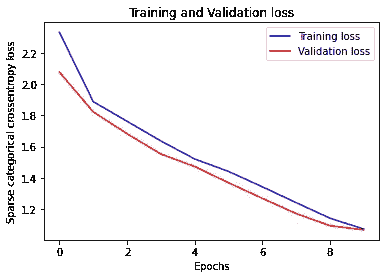 Training and Validation loss
Training loss
Validation loss
Sparse categorical crossentropy loss
2.2
2.0
1.8
1.6
1.4
1.2
0
2
4
6
8
Epochs